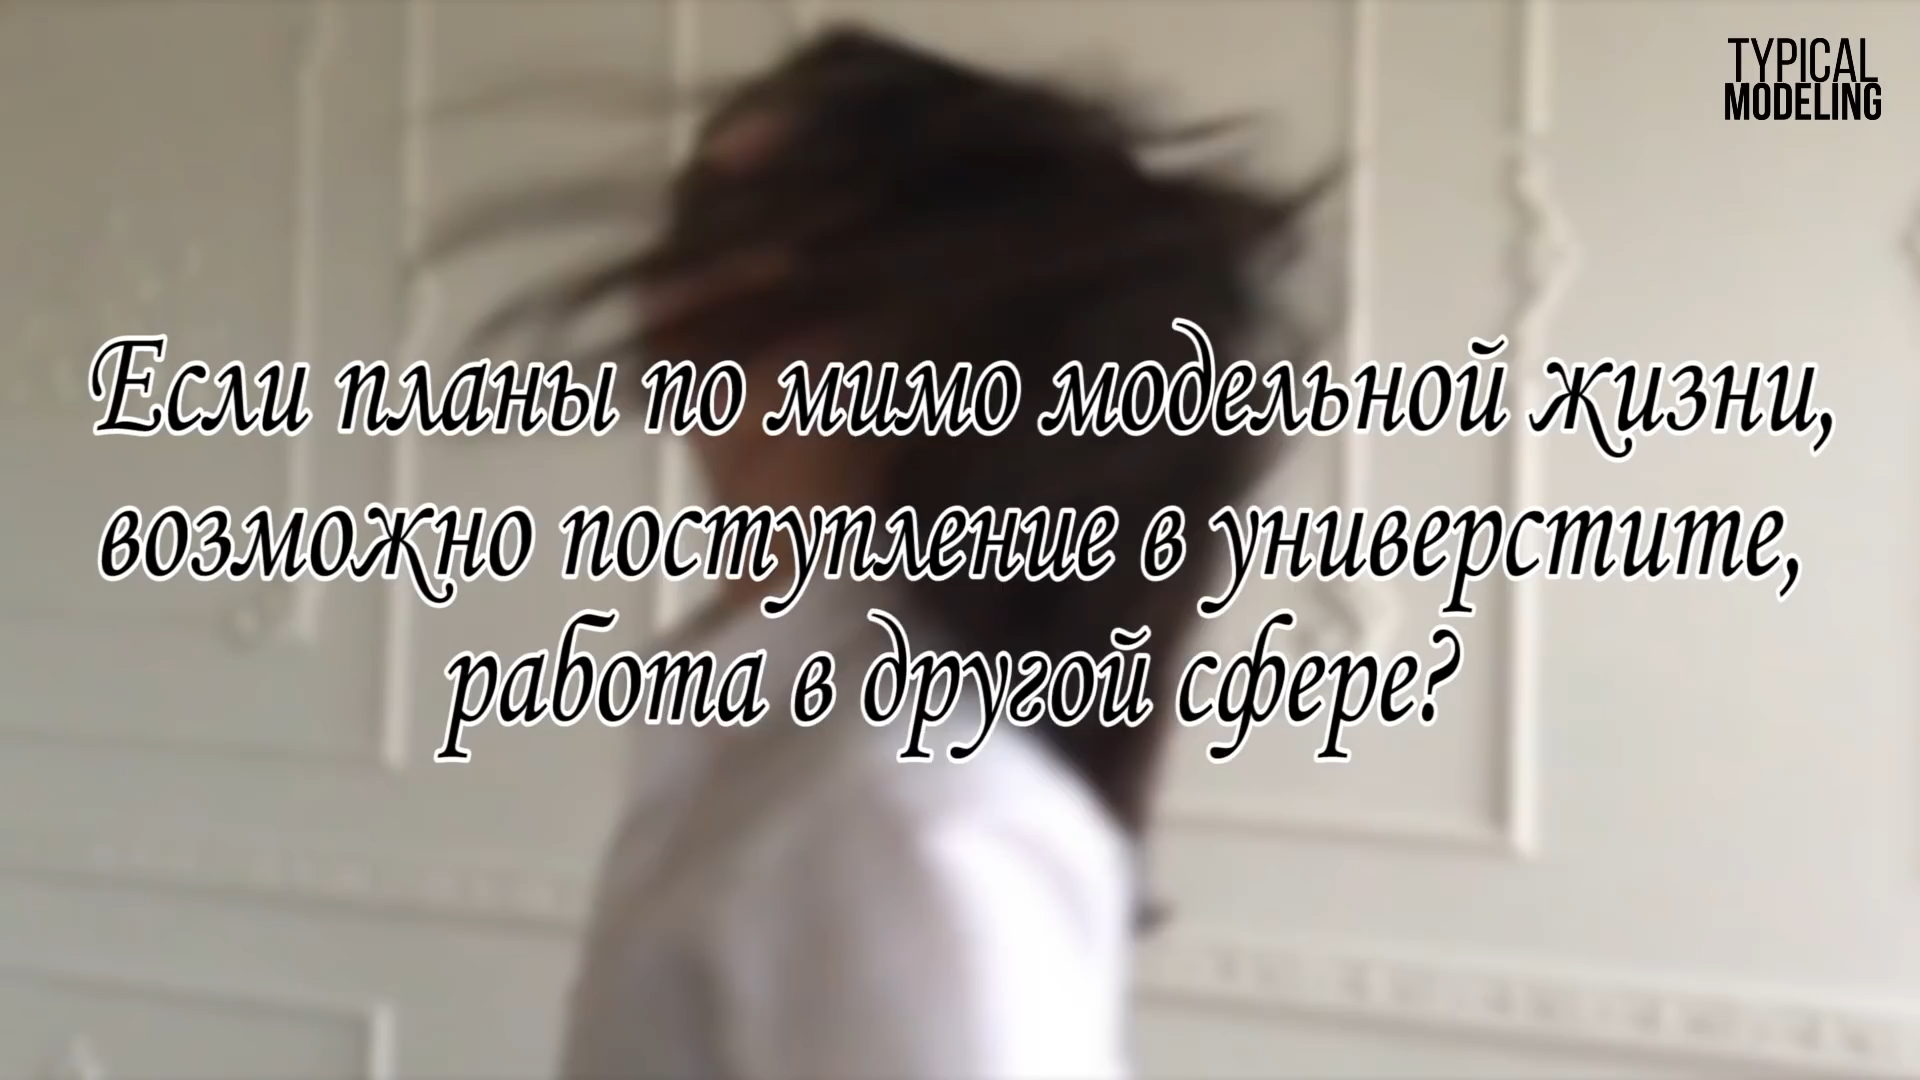 TYPICAL
MODELING
Если планы по мимо модельной жизни,
возможно поступление в универстите,
работа в другой сфере?